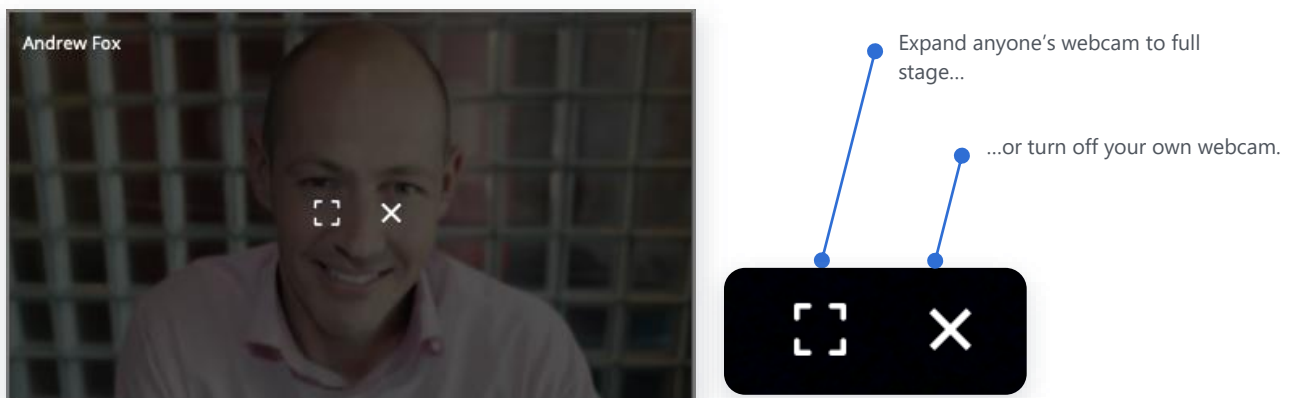 Andrew Fox
Expand anyone’s webcam to full
stage...
...or turn off your own webcam.